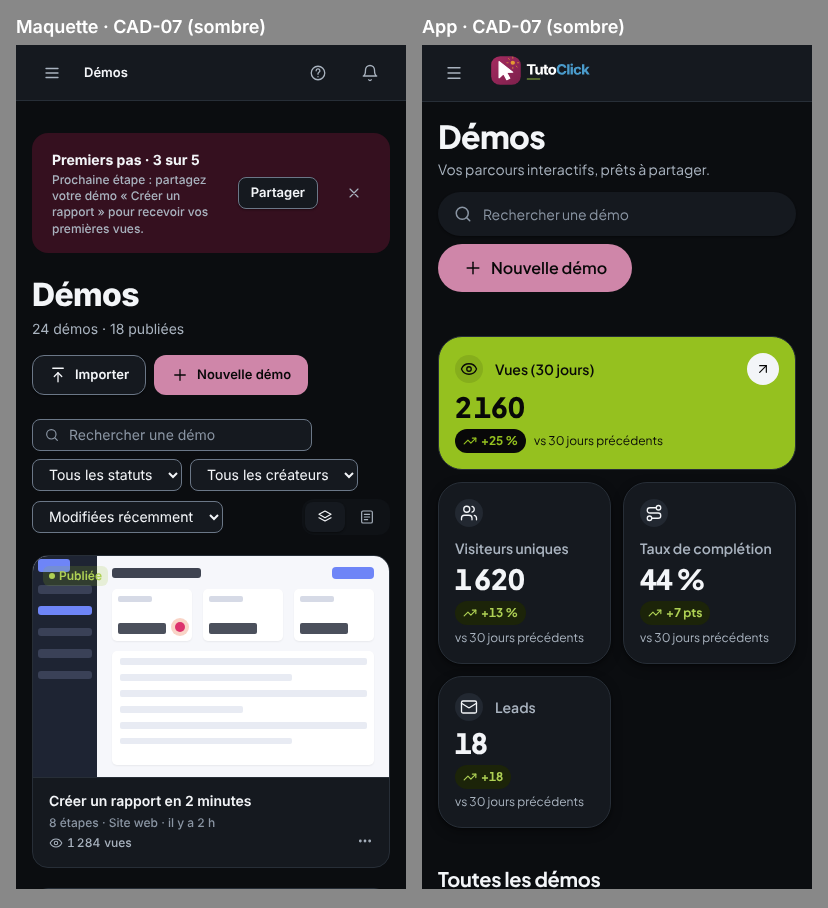 Maquette · CAD-07 (sombre)
Démos
Premiers pas · 3 sur 5
Prochaine étape : partagez
votre démo « Créer un
rapport » pour recevoir vos
premières vues.
Partager
Démos
24 démos · 18 publiées
Importer
Nouvelle démo
Rechercher une démo
Tous les statuts
Tous les créateurs
Modifiées récemment
Publiée
Créer un rapport en 2 minutes
8 étapes · Site web · il y a 2 h
1 284 vues
App · CAD-07 (sombre)
TutoClick
Démos
Vos parcours interactifs, prêts à partager.
Rechercher une démo
Nouvelle démo
Vues (30 jours)
2 160
+25 % vs 30 jours précédents
Visiteurs uniques
1 620
+13 %
vs 30 jours précédents
Taux de complétion
44 %
+7 pts
vs 30 jours précédents
Leads
18
+18
vs 30 jours précédents
Toutes les démos